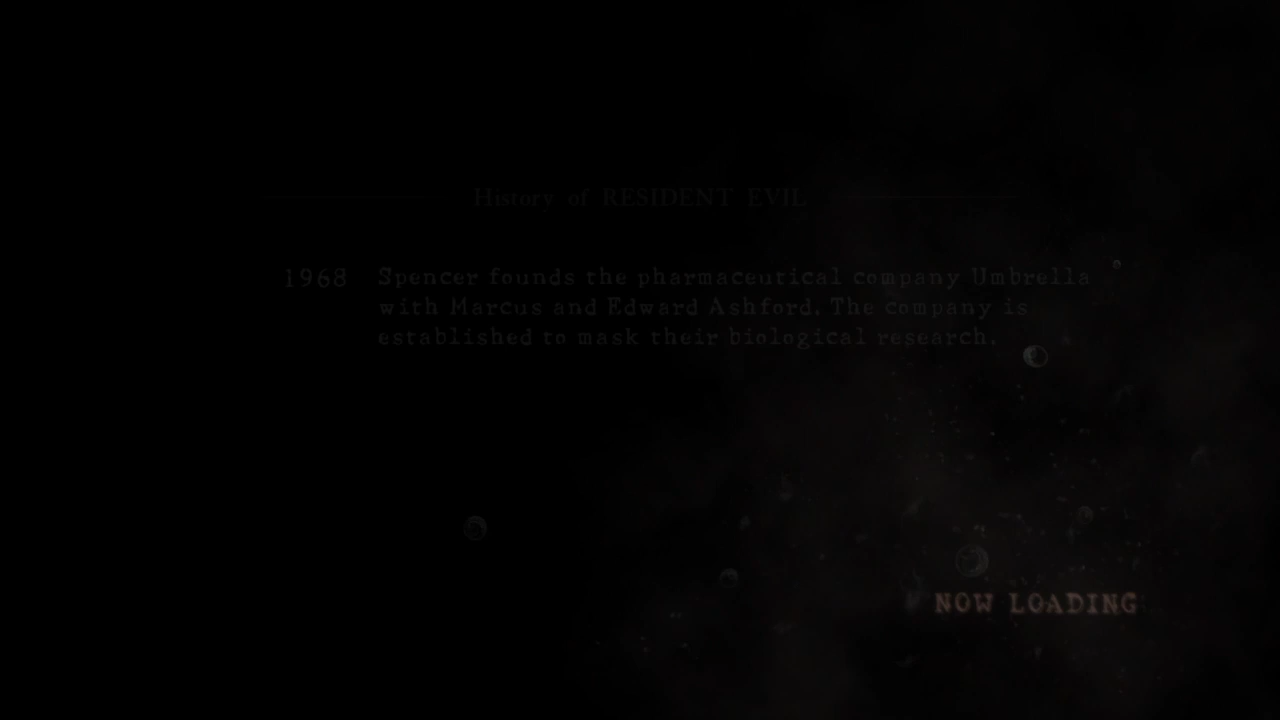 History of RESIDENT EVIL
1968 Spencer founds the pharmaceutical company Umbrella
with Marcus and Edward Ashford. The company is
established to mask their biological research.
NOW LOADING